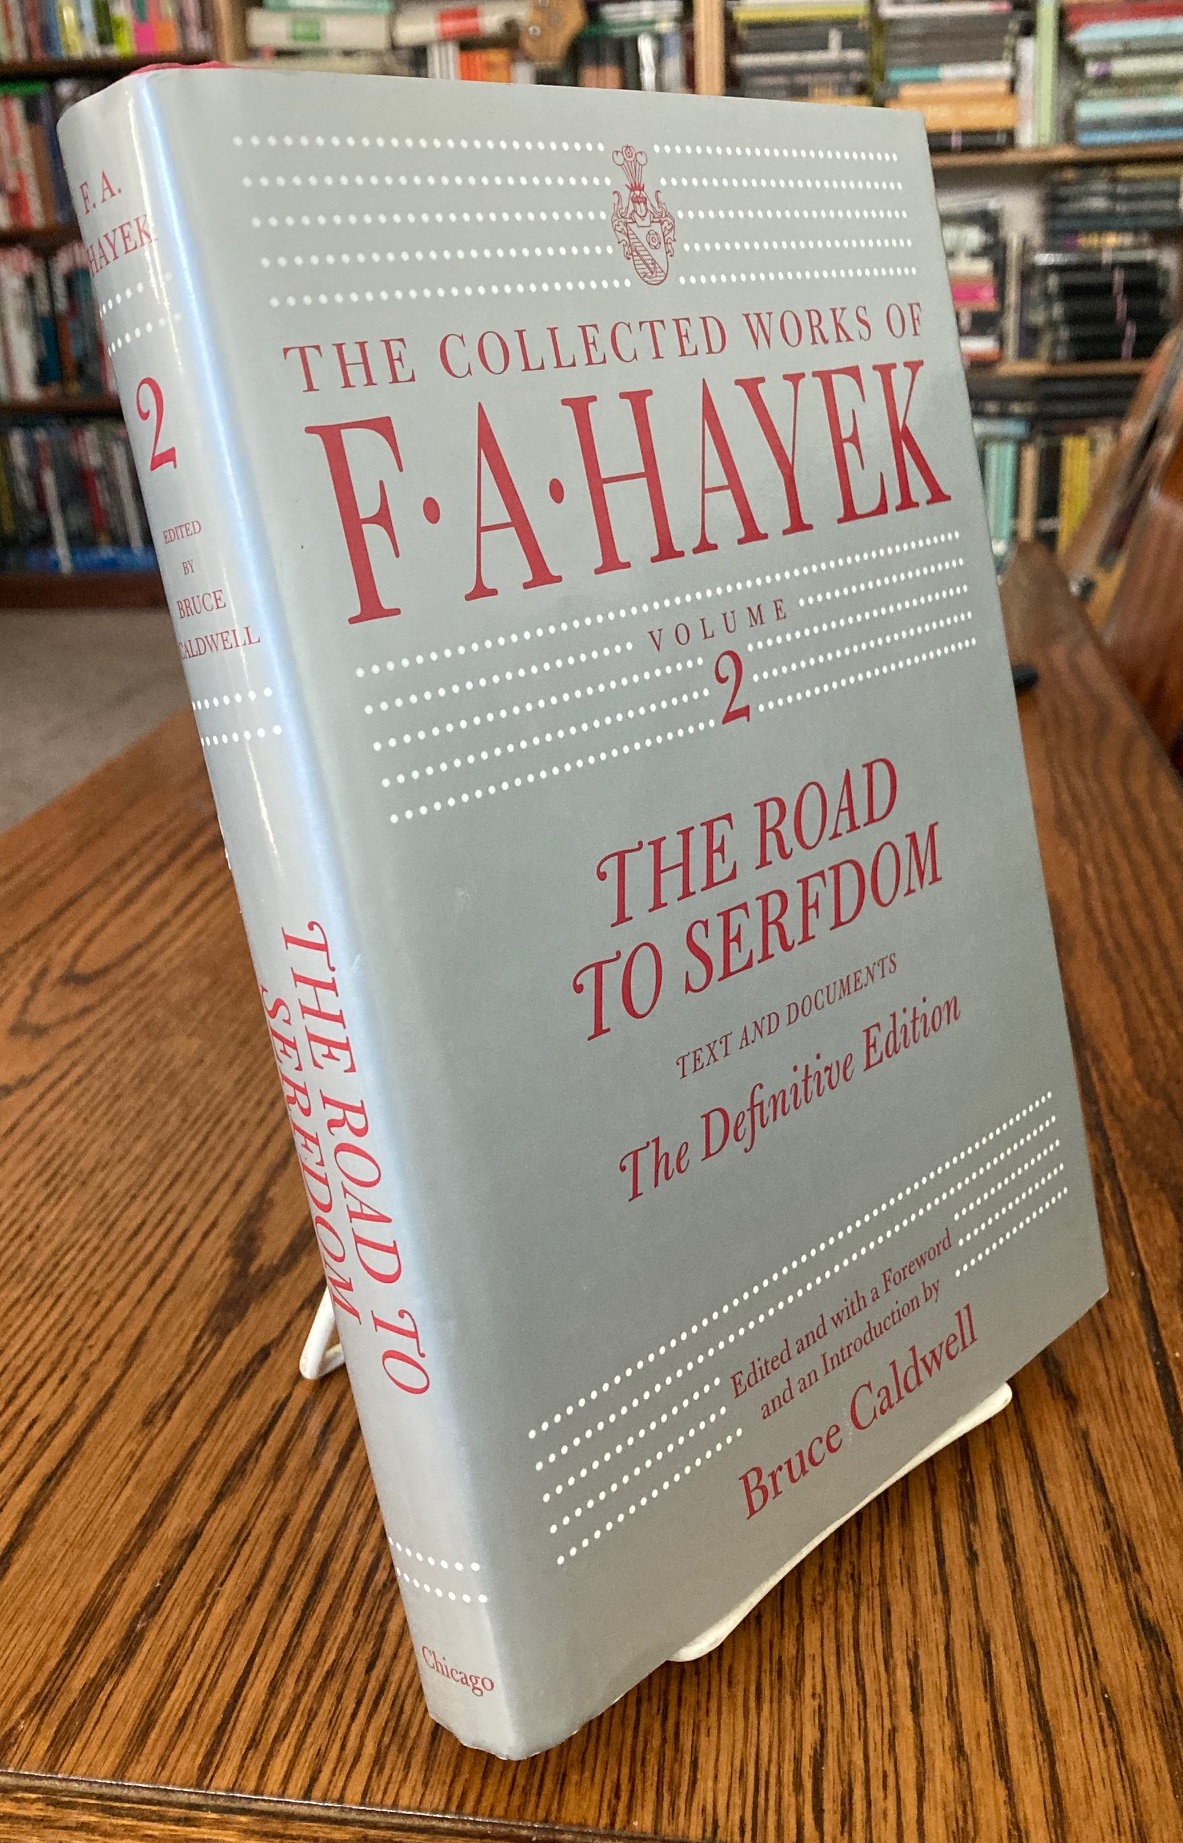 F. A.
HAYEK
2
EDITED
BY
BRUCE
CALDWELL
THE ROAD TO
SERFDOM
Chicago
THE COLLECTED WORKS OF
F·A·HAYEK
VOLUME
2
THE ROAD
TO SERFDOM
TEXT AND DOCUMENTS
The Definitive Edition
Edited and with a Foreword
and an Introduction by
Bruce Caldwell